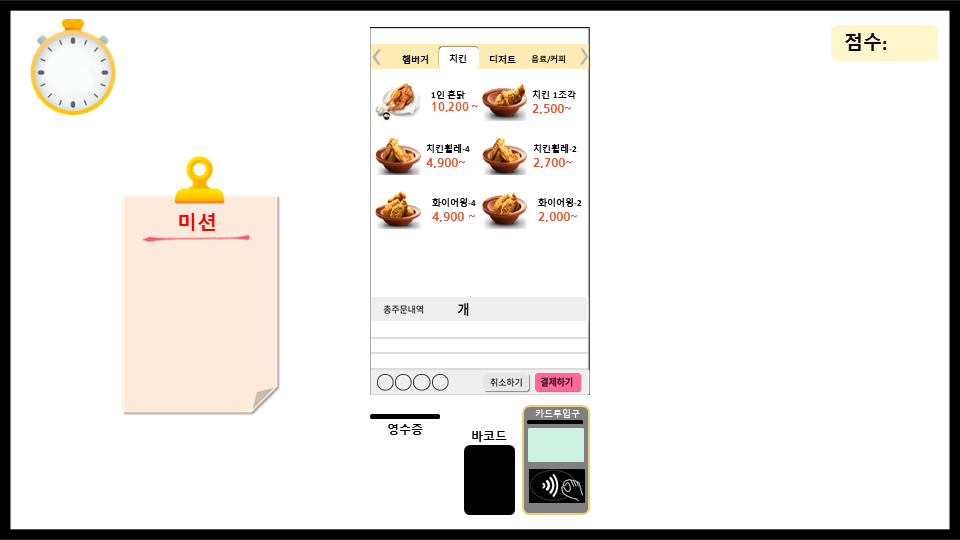 점수:
햄버거 치킨 디저트 음료/커피
1인 혼닭
10,200 ~
치킨 1조각
2,500~
치킨휠레-4
4,900~
치킨휠레-2
2,700~
화이어윙-4
4,900 ~
화이어윙-2
2,000~
미션
총주문내역 개
취소하기 결제하기
영수증
바코드
카드투입구